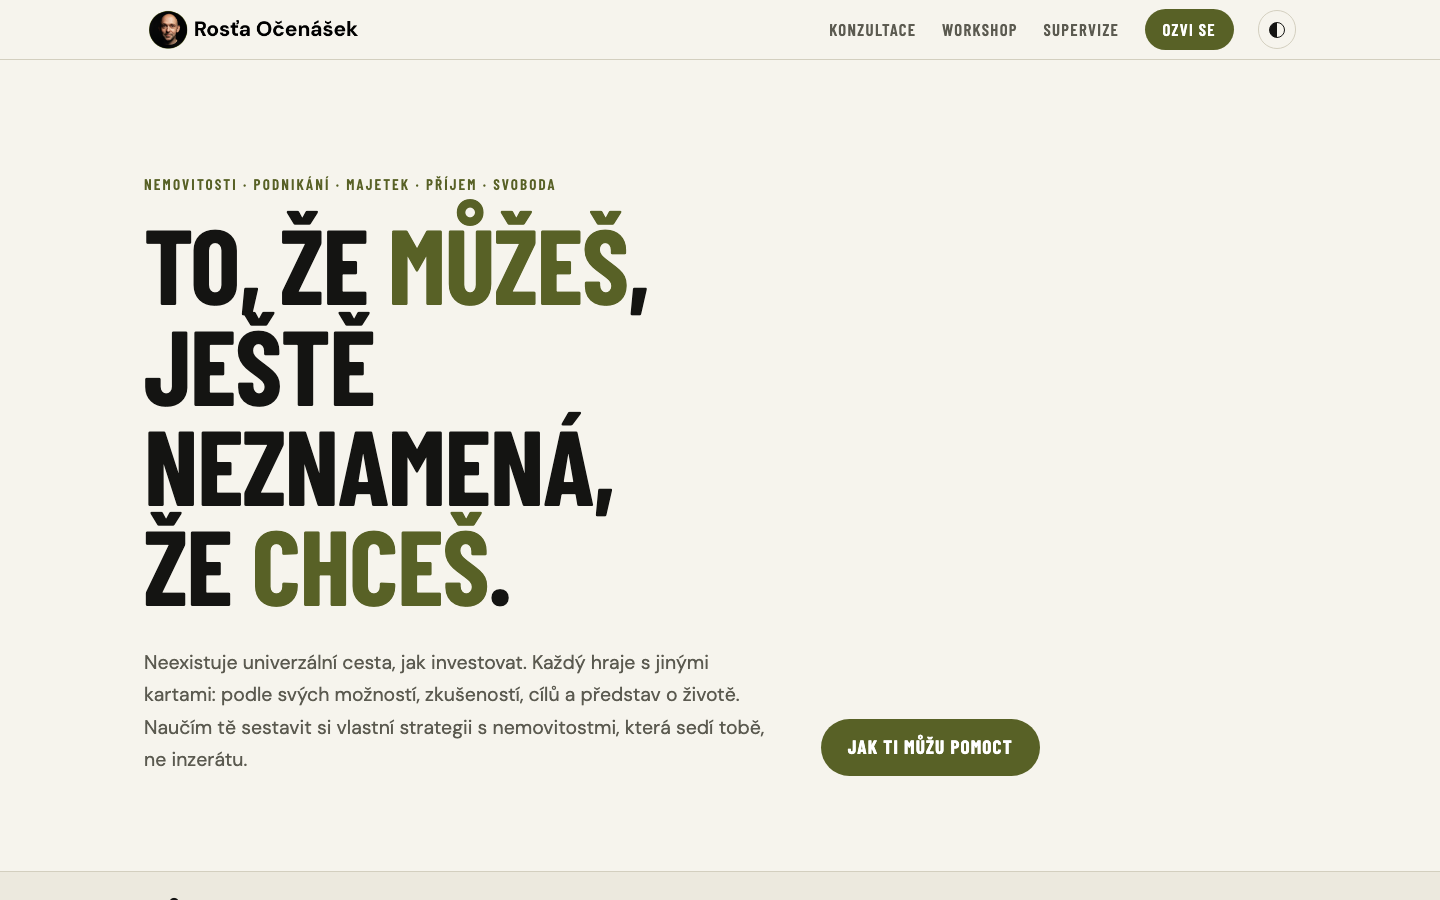 Rosťa Očenášek
KONZULTACE
WORKSHOP
SUPERVIZE
OZVI SE
NEMOVITOSTI · PODNIKÁNÍ · MAJETEK · PŘÍJEM · SVOBODA
TO, ŽE MŮŽEŠ,
JEŠTĚ
NEZNAMENÁ,
ŽE CHCEŠ.
Neexistuje univerzální cesta, jak investovat. Každý hraje s jinými
kartami: podle svých možností, zkušeností, cílů a představ o životě.
Naučím tě sestavit si vlastní strategii s nemovitostmi, která sedí tobě,
ne inzerátu.
JAK TI MŮŽU POMOCT